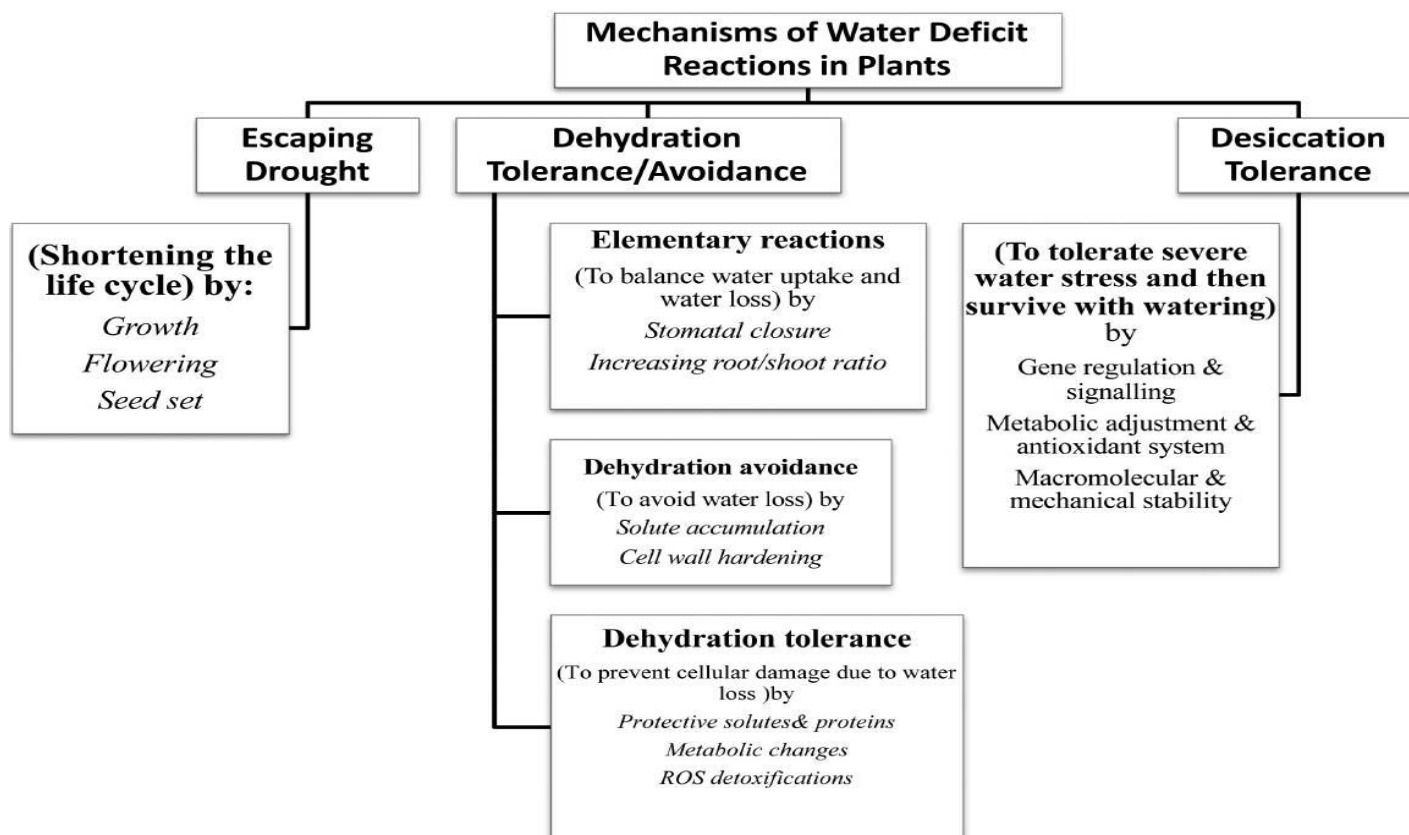 Mechanisms of Water Deficit
Reactions in Plants
Escaping
Drought
Dehydration
Tolerance/Avoidance
Desiccation
Tolerance
(Shortening the
life cycle) by:
Growth
Flowering
Seed set
Elementary reactions
(To balance water uptake and
water loss) by
Stomatal closure
Increasing root/shoot ratio
Dehydration avoidance
(To avoid water loss) by
Solute accumulation
Cell wall hardening
Dehydration tolerance
(To prevent cellular damage due to water
loss )by
Protective solutes& proteins
Metabolic changes
ROS detoxifications
(To tolerate severe
water stress and then
survive with watering)
by
Gene regulation &
signalling
Metabolic adjustment &
antioxidant system
Macromolecular &
mechanical stability